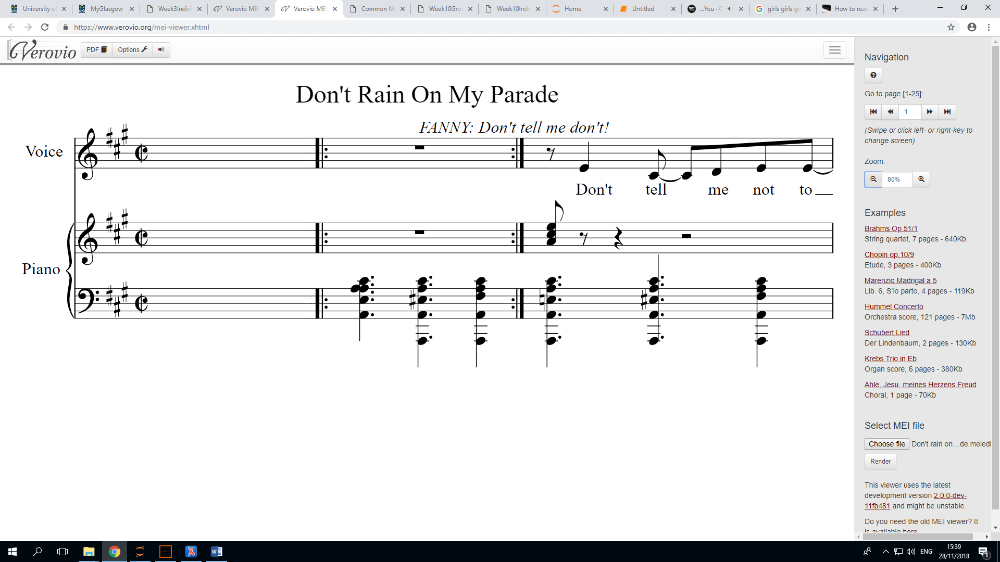 University of
MyGlasgow
Week3Indivi
Verovio MEI
Verovio MEI
Common Mu
Week10Grou
Week10Indiv
Home
Untitled
...You · C
girls girls gir
How to read
https://www.verovio.org/mei-viewer.xhtml
Verovio
PDF
Options
Don't Rain On My Parade
FANNY: Don't tell me don't!
Voice
Don't tell me not to
Piano
Navigation
Go to page [1-25]:
1
(Swipe or click left- or right-key to
change screen)
Zoom:
80%
Examples
Brahms Op 51/1
String quartet, 7 pages - 640Kb
Chopin op.10/9
Etude, 3 pages - 400Kb
Marenzio Madrigal a 5
Lib. 6, S'io parto, 4 pages - 119Kb
Hummel Concerto
Orchestra score, 121 pages - 7Mb
Schubert Lied
Der Lindenbaum, 2 pages - 130Kb
Krebs Trio in Eb
Organ score, 6 pages - 380Kb
Ahle, Jesu, meines Herzens Freud
Choral, 1 page - 70Kb
Select MEI file
Choose file Don't rain on…de.meiedi
Render
This viewer uses the latest
development version 2.0.0-dev-
11fb481 and might be unstable.
Do you need the old MEI viewer? It
is available here
ENG
15:39
28/11/2018
1